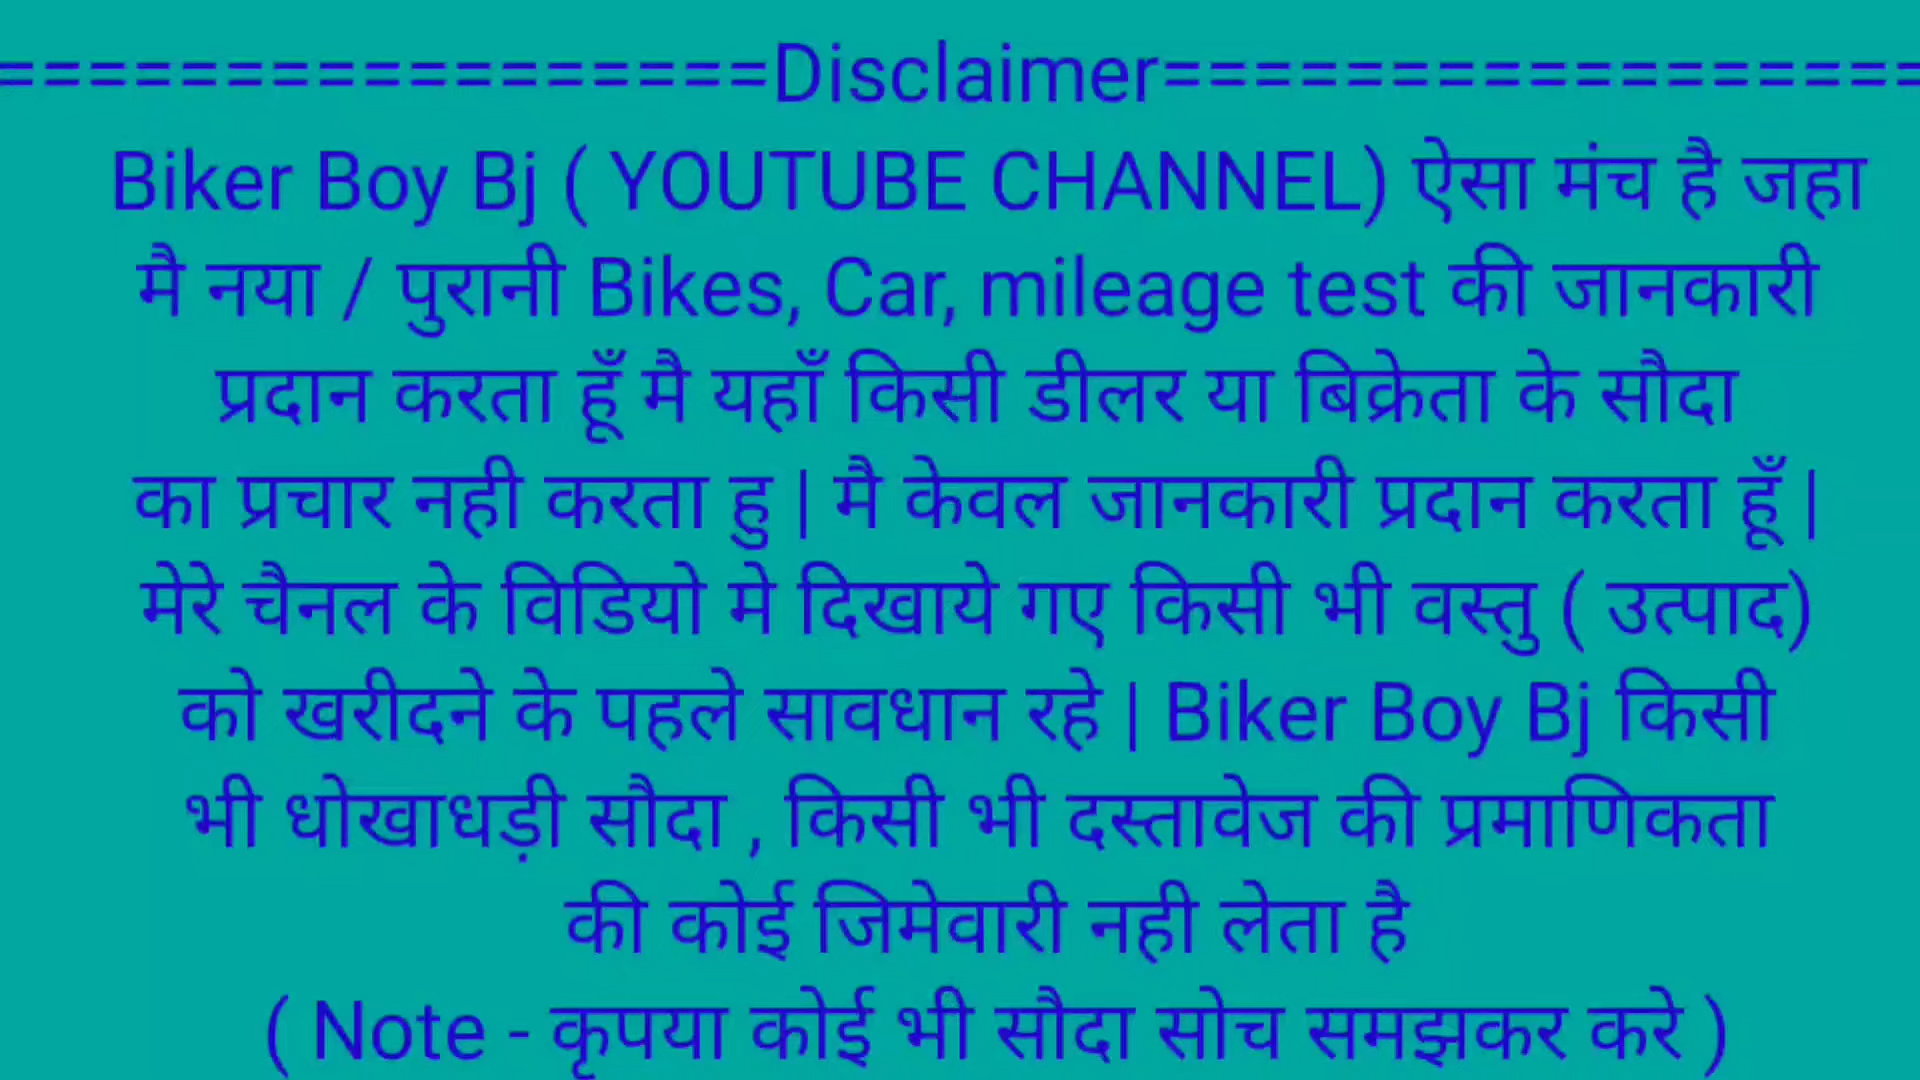 =================Disclaimer=================
Biker Boy Bj ( YOUTUBE CHANNEL) ऐसा मंच है जहा
मै नया / पुरानी Bikes, Car, mileage test की जानकारी
प्रदान करता हूँ मै यहाँ किसी डीलर या बिक्रेता के सौदा
का प्रचार नही करता हु | मै केवल जानकारी प्रदान करता हूँ |
मेरे चैनल के विडियो मे दिखाये गए किसी भी वस्तु ( उत्पाद)
को खरीदने के पहले सावधान रहे | Biker Boy Bj किसी
भी धोखाधड़ी सौदा , किसी भी दस्तावेज की प्रमाणिकता
की कोई जिमेवारी नही लेता है
( Note - कृपया कोई भी सौदा सोच समझकर करे )